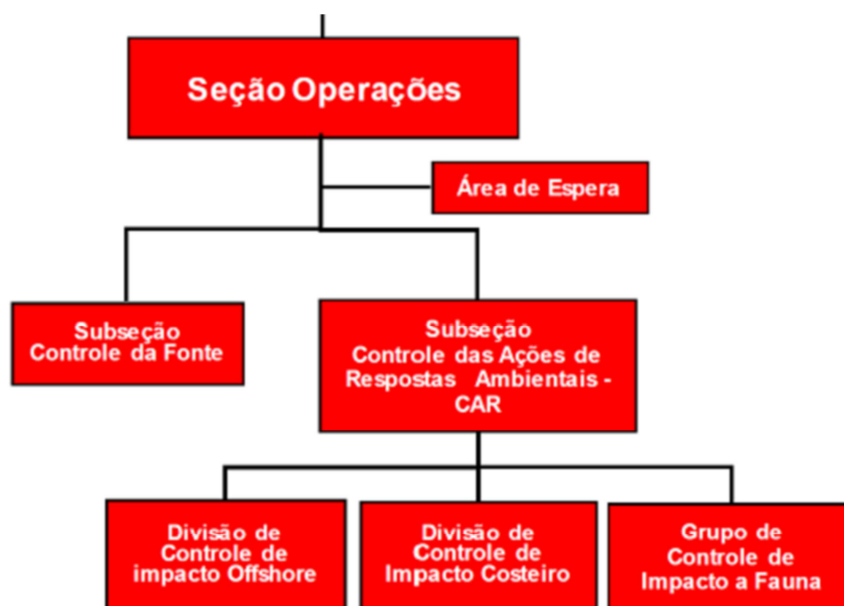 Seção Operações
Área de Espera
Subseção
Controle da Fonte
Subseção
Controle das Ações de
Respostas Ambientais -
CAR
Divisão de
Controle de
impacto Offshore
Divisão de
Controle de
Impacto Costeiro
Grupo de
Controle de
Impacto a Fauna